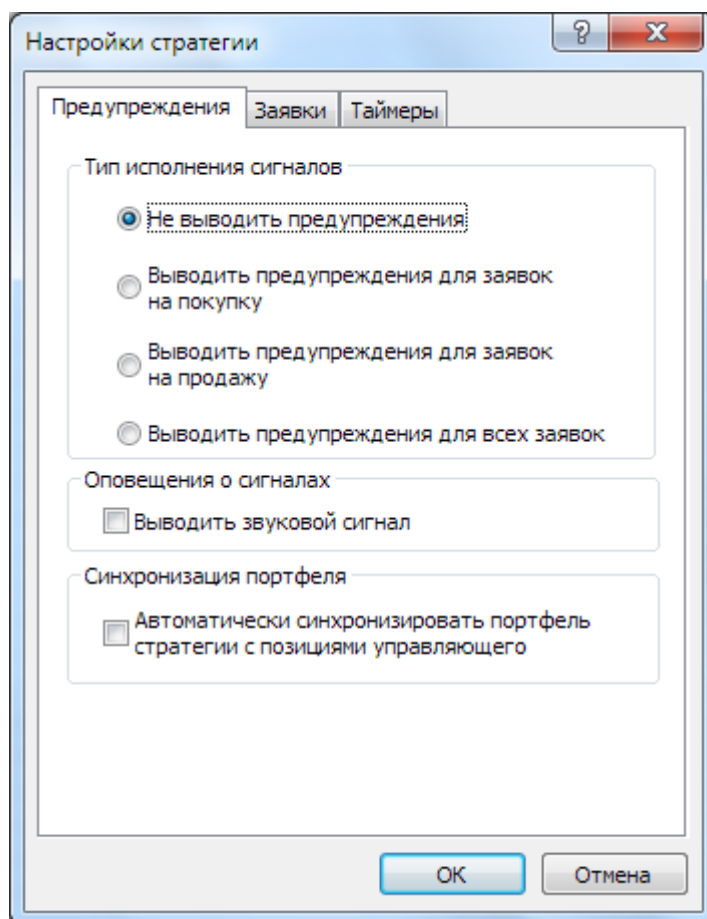 Настройки стратегии
?
Предупреждения Заявки Таймеры
Тип исполнения сигналов
Не выводить предупреждения
Выводить предупреждения для заявок
на покупку
Выводить предупреждения для заявок
на продажу
Выводить предупреждения для всех заявок
Оповещения о сигналах
Выводить звуковой сигнал
Синхронизация портфеля
Автоматически синхронизировать портфель
стратегии с позициями управляющего
OK Отмена